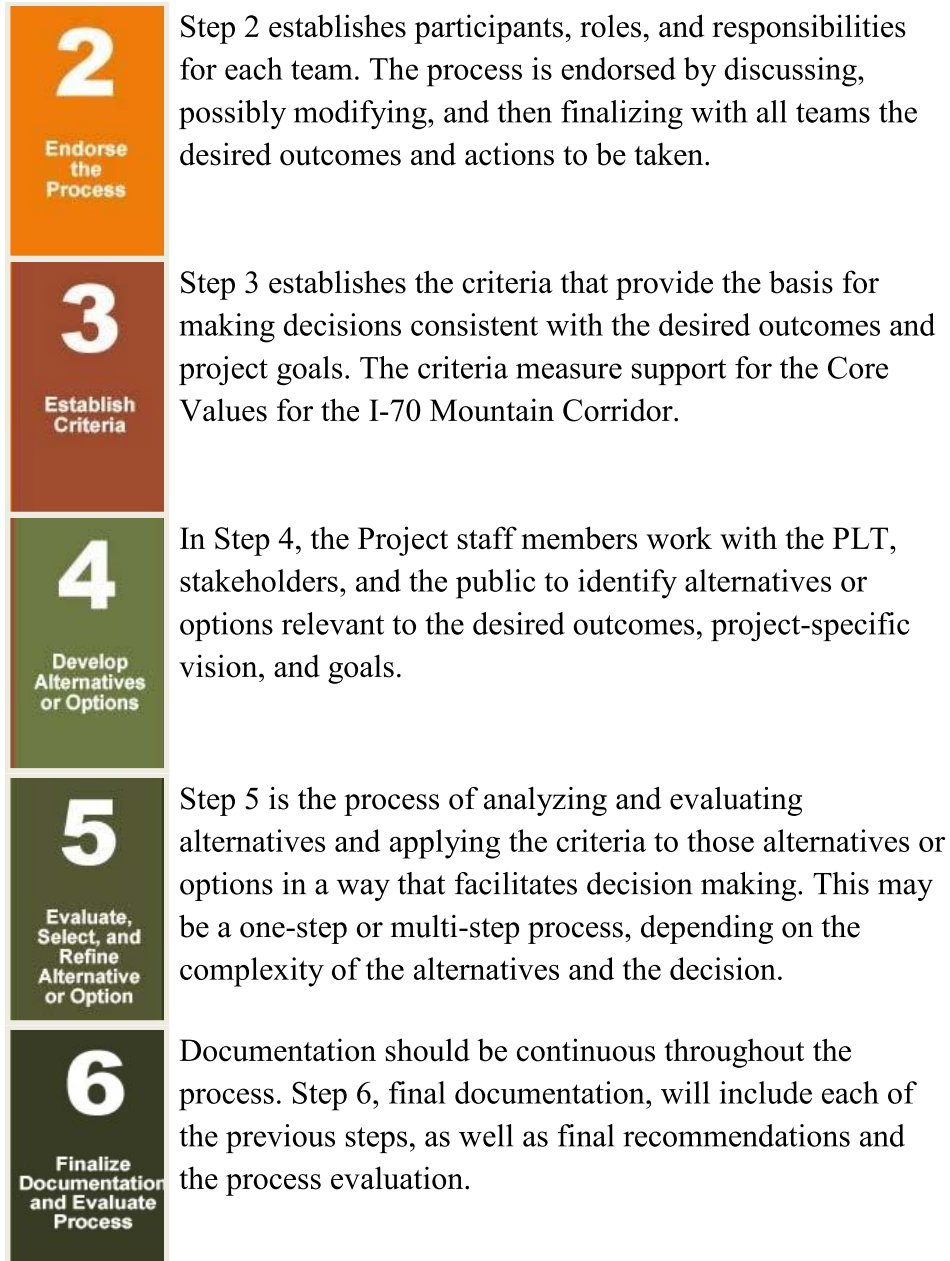 2
Endorse
the
Process
Step 2 establishes participants, roles, and responsibilities
for each team. The process is endorsed by discussing,
possibly modifying, and then finalizing with all teams the
desired outcomes and actions to be taken.
3
Establish
Criteria
Step 3 establishes the criteria that provide the basis for
making decisions consistent with the desired outcomes and
project goals. The criteria measure support for the Core
Values for the I-70 Mountain Corridor.
4
Develop
Alternatives
or Options
In Step 4, the Project staff members work with the PLT,
stakeholders, and the public to identify alternatives or
options relevant to the desired outcomes, project-specific
vision, and goals.
5
Evaluate,
Select, and
Refine
Alternative
or Option
Step 5 is the process of analyzing and evaluating
alternatives and applying the criteria to those alternatives or
options in a way that facilitates decision making. This may
be a one-step or multi-step process, depending on the
complexity of the alternatives and the decision.
6
Finalize
Documentation
and Evaluate
Process
Documentation should be continuous throughout the
process. Step 6, final documentation, will include each of
the previous steps, as well as final recommendations and
the process evaluation.